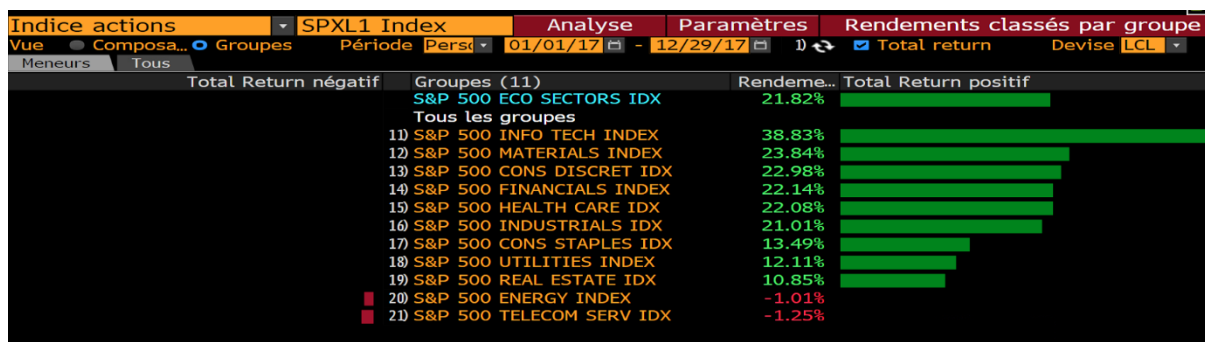 Indice actions SPXL1 Index Analyse Paramètres Rendements classés par groupe
Vue Composa... Groupes Période Perso 01/01/17 - 12/29/17 1) Total return Devise LCL
Meneurs Tous
Total Return négatif Groupes (11) Rendeme... Total Return positif
S&P 500 ECO SECTORS IDX 21.82%
Tous les groupes
11) S&P 500 INFO TECH INDEX 38.83%
12) S&P 500 MATERIALS INDEX 23.84%
13) S&P 500 CONS DISCRET IDX 22.98%
14) S&P 500 FINANCIALS INDEX 22.14%
15) S&P 500 HEALTH CARE IDX 22.08%
16) S&P 500 INDUSTRIALS IDX 21.01%
17) S&P 500 CONS STAPLES IDX 13.49%
18) S&P 500 UTILITIES INDEX 12.11%
19) S&P 500 REAL ESTATE IDX 10.85%
20) S&P 500 ENERGY INDEX -1.01%
21) S&P 500 TELECOM SERV IDX -1.25%